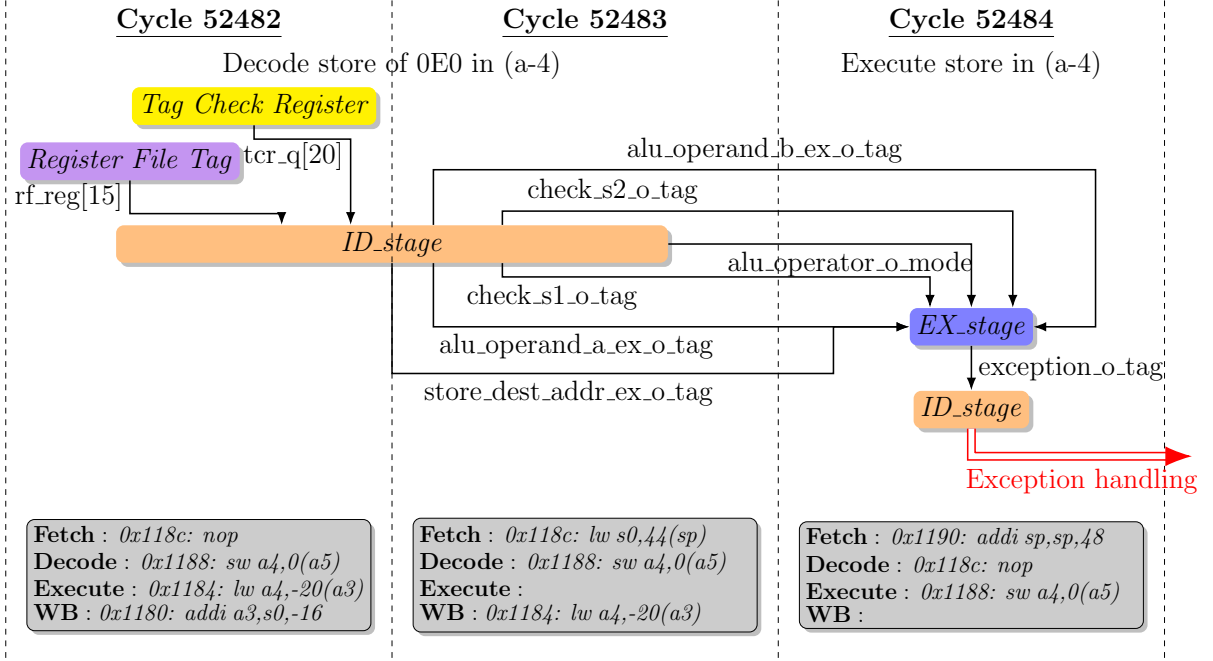 Cycle 52482
Cycle 52483
Cycle 52484
Decode store of 0E0 in (a-4)
Execute store in (a-4)
Tag Check Register
Register File Tag
tcr_q[20]
rf_reg[15]
ID_stage
alu_operand_b_ex_o_tag
check_s2_o_tag
alu_operator_o_mode
check_s1_o_tag
EX_stage
alu_operand_a_ex_o_tag
exception_o_tag
store_dest_addr_ex_o_tag
ID_stage
Exception handling
Fetch : 0x118c: nop
Decode : 0x1188: sw a4,0(a5)
Execute : 0x1184: lw a4,-20(a3)
WB : 0x1180: addi a3,s0,-16
Fetch : 0x118c: lw s0,44(sp)
Decode : 0x1188: sw a4,0(a5)
Execute :
WB : 0x1184: lw a4,-20(a3)
Fetch : 0x1190: addi sp,sp,48
Decode : 0x118c: nop
Execute : 0x1188: sw a4,0(a5)
WB :